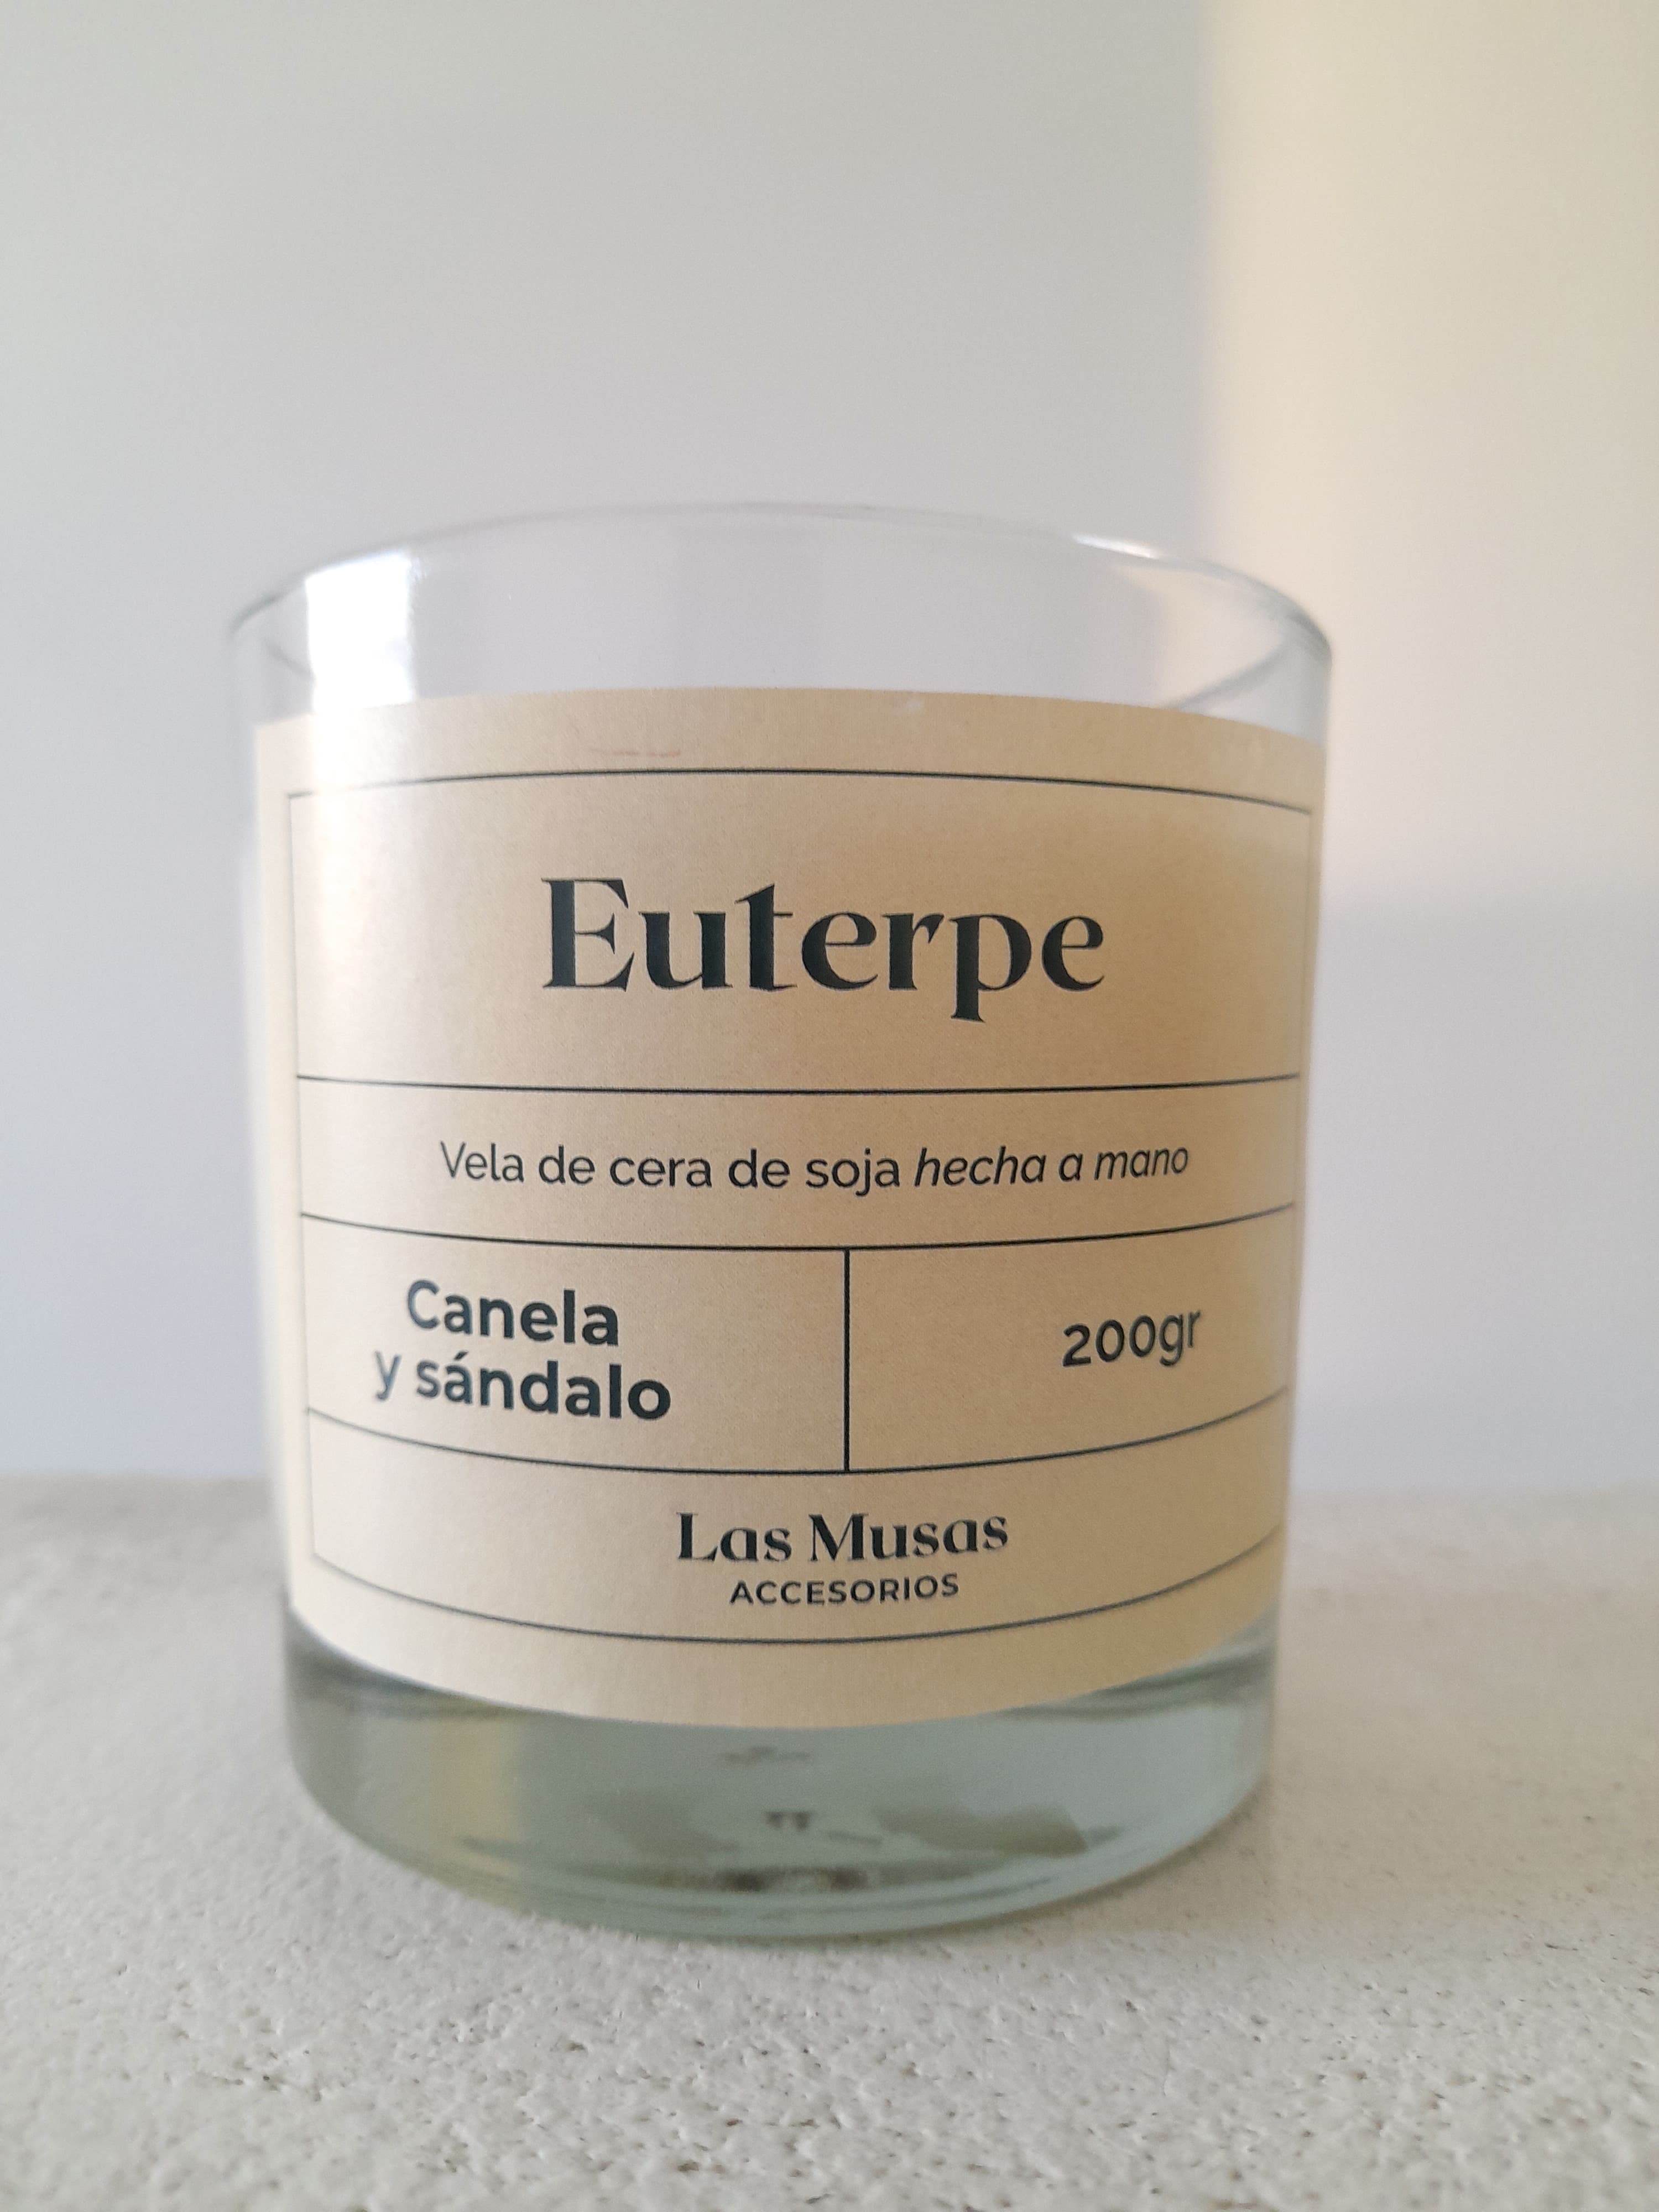 Euterpe
Vela de cera de soja hecha a mano
Canela
y sándalo
200gr
Las Musas
ACCESORIOS